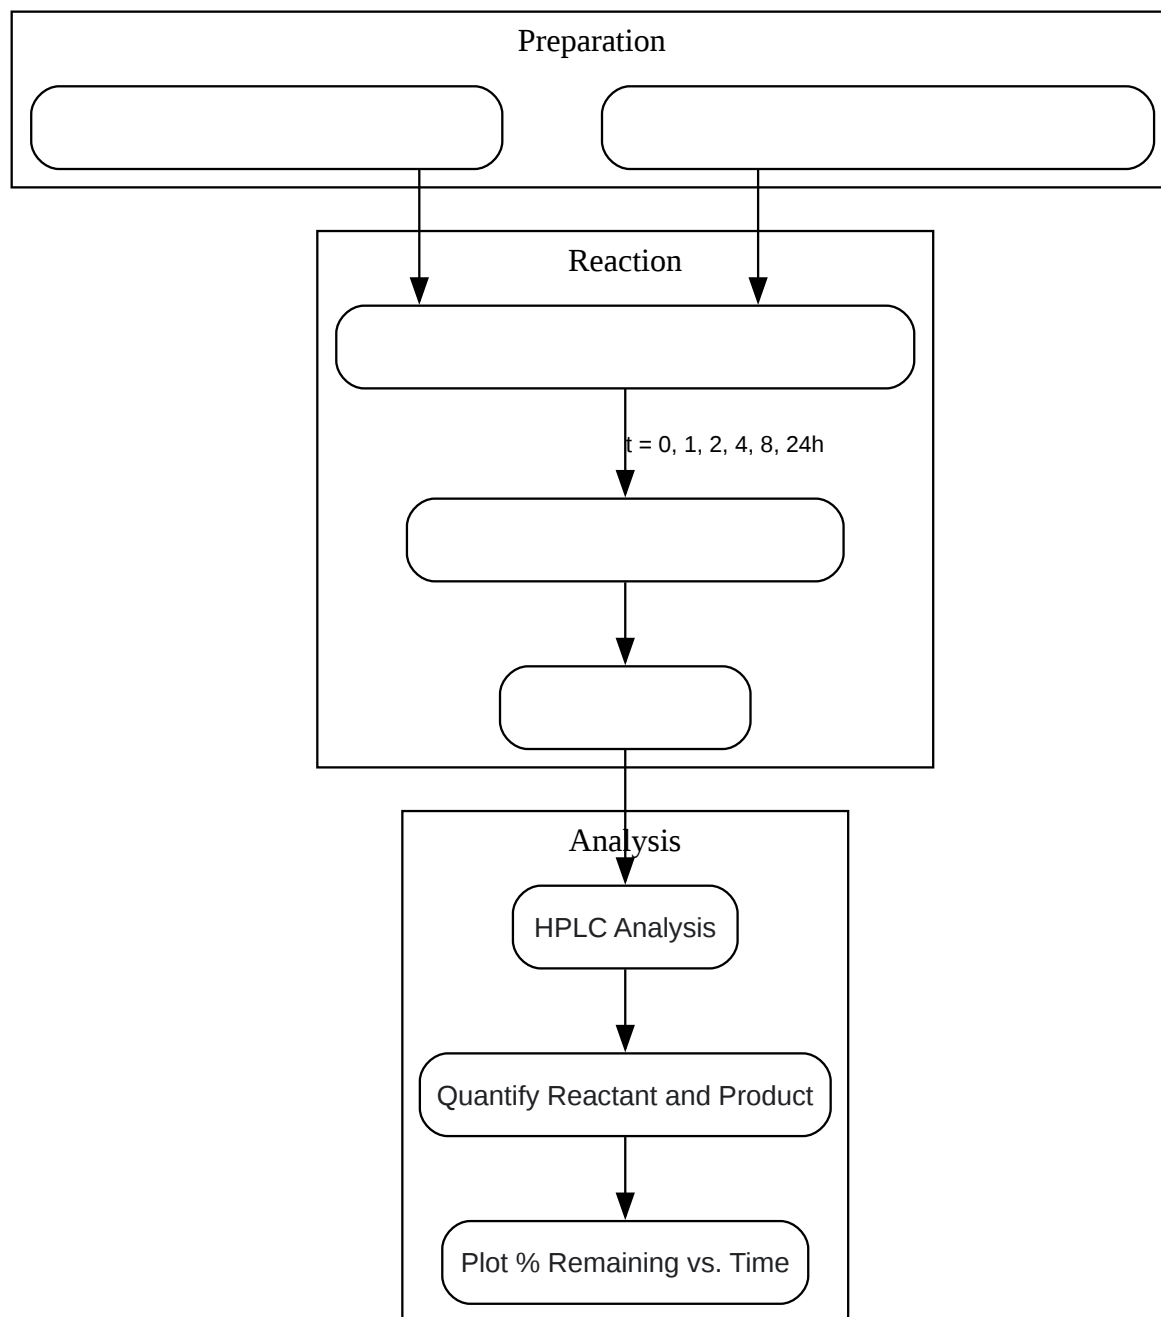 Preparation
Reaction
t = 0, 1, 2, 4, 8, 24h
Analysis
HPLC Analysis
Quantify Reactant and Product
Plot % Remaining vs. Time